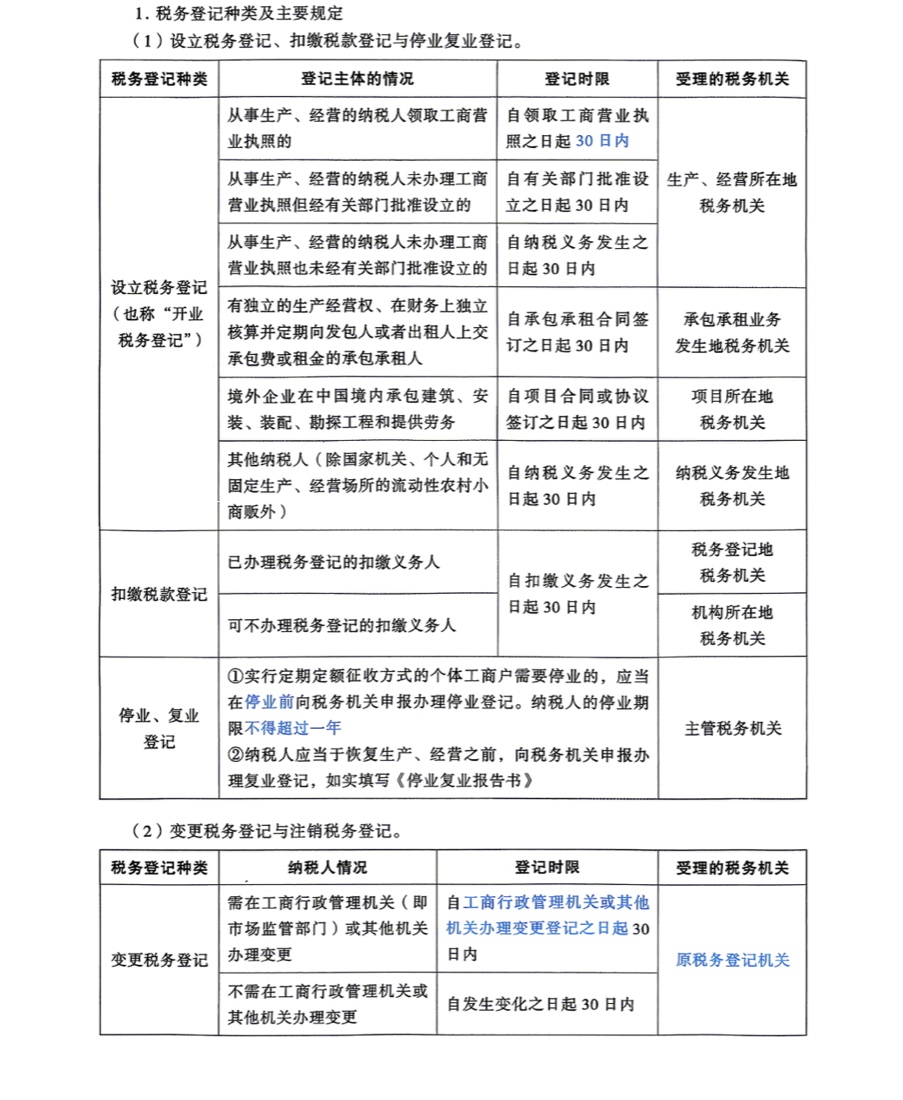 1. 税务登记种类及主要规定
（1）设立税务登记、扣缴税款登记与停业复业登记。
税务登记种类
登记主体的情况
登记时限
受理的税务机关
设立税务登记
（也称“开业
税务登记”）
从事生产、经营的纳税人领取工商营
业执照的
自领取工商营业执
照之日起 30 日内
生产、经营所在地
税务机关
从事生产、经营的纳税人未办理工商
营业执照但经有关部门批准设立的
自有关部门批准设
立之日起 30 日内
从事生产、经营的纳税人未办理工商
营业执照也未经有关部门批准设立的
自纳税义务发生之
日起 30 日内
有独立的生产经营权、在财务上独立
核算并定期向发包人或者出租人上交
承包费或租金的承包承租人
自承包承租合同签
订之日起 30 日内
承包承租业务
发生地税务机关
境外企业在中国境内承包建筑、安
装、装配、勘探工程和提供劳务
自项目合同或协议
签订之日起 30 日内
项目所在地
税务机关
其他纳税人（除国家机关、个人和无
固定生产、经营场所的流动性农村小
商贩外）
自纳税义务发生之
日起 30 日内
纳税义务发生地
税务机关
扣缴税款登记
已办理税务登记的扣缴义务人
自扣缴义务发生之
日起 30 日内
税务登记地
税务机关
可不办理税务登记的扣缴义务人
机构所在地
税务机关
停业、复业
登记
①实行定期定额征收方式的个体工商户需要停业的，应当
在停业前向税务机关申报办理停业登记。纳税人的停业期
限不得超过一年
②纳税人应当于恢复生产、经营之前，向税务机关申报办
理复业登记，如实填写《停业复业报告书》
主管税务机关
（2）变更税务登记与注销税务登记。
税务登记种类
纳税人情况
登记时限
受理的税务机关
变更税务登记
需在工商行政管理机关（即
市场监管部门）或其他机关
办理变更
自工商行政管理机关或其他
机关办理变更登记之日起 30
日内
原税务登记机关
不需在工商行政管理机关或
其他机关办理变更
自发生变化之日起 30 日内